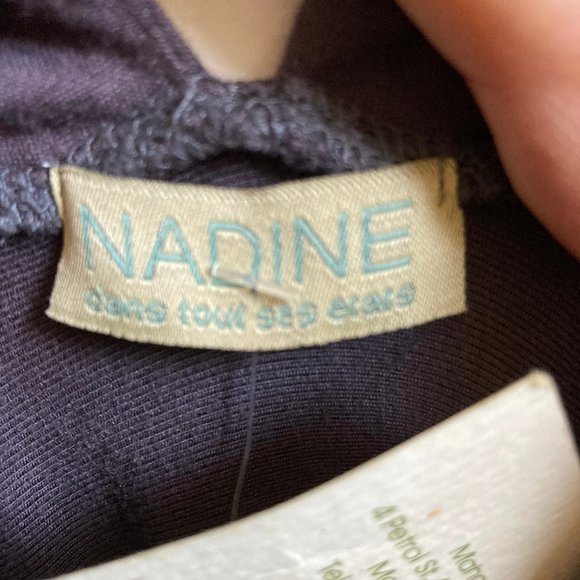 NADINE
dans tout ses etats
4 Petrol St